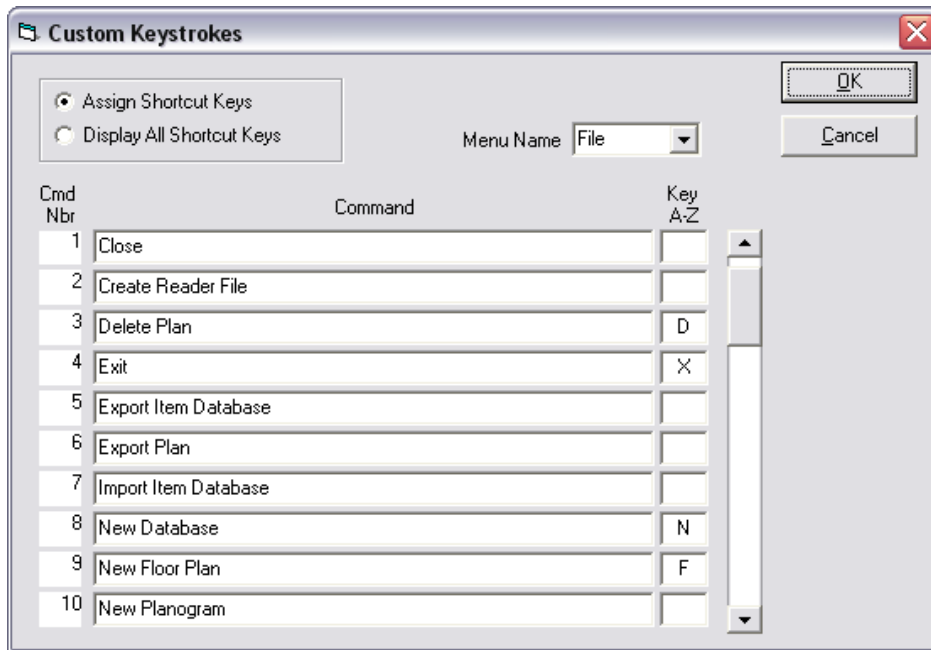 Custom Keystrokes
Assign Shortcut Keys
Display All Shortcut Keys
Menu Name File
OK
Cancel
Cmd Nbr
Command
Key A-Z
1 Close
2 Create Reader File
3 Delete Plan D
4 Exit X
5 Export Item Database
6 Export Plan
7 Import Item Database
8 New Database N
9 New Floor Plan F
10 New Planogram